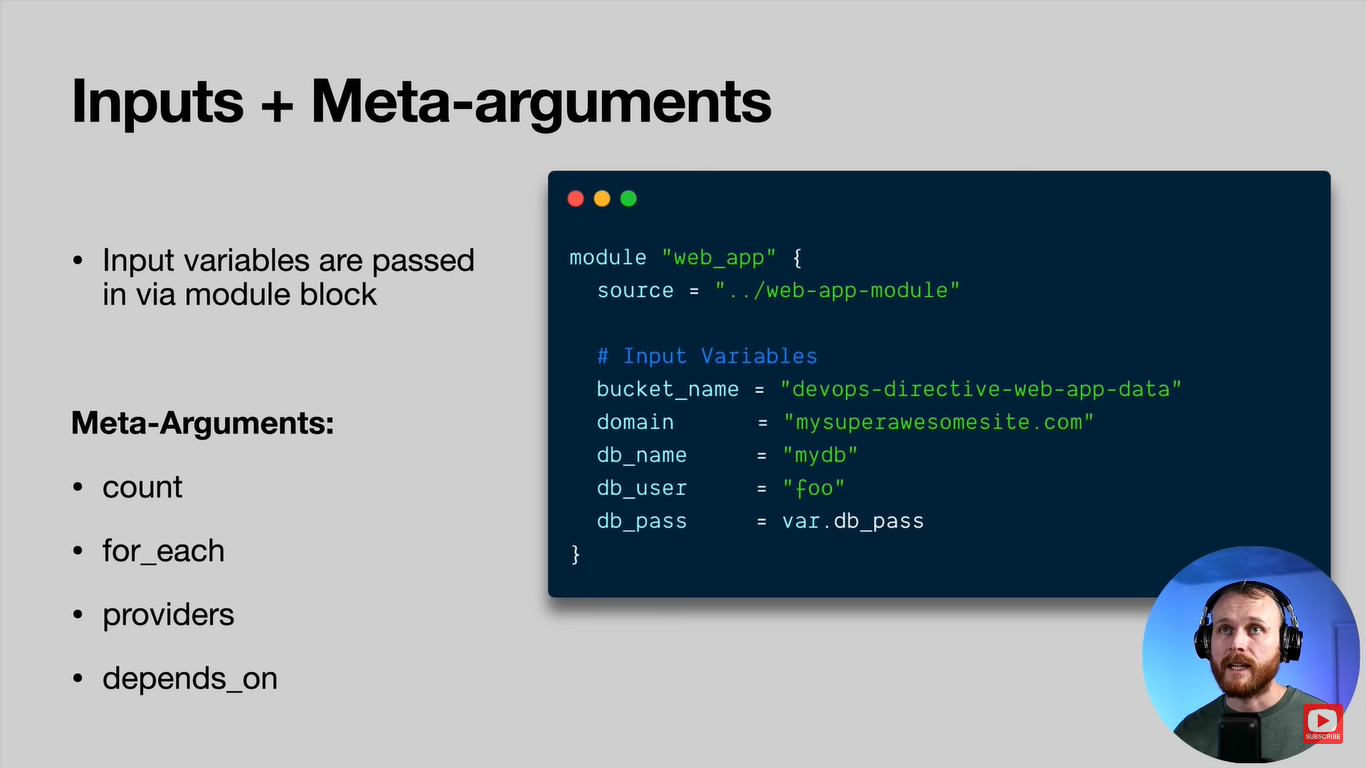 Inputs + Meta-arguments
• Input variables are passed
in via module block
Meta-Arguments:
• count
• for_each
• providers
• depends_on
module "web_app" {
  source = "../web-app-module"
  # Input Variables
  bucket_name = "devops-directive-web-app-data"
  domain      = "mysuperawesomesite.com"
  db_name     = "mydb"
  db_user     = "foo"
  db_pass     = var.db_pass
}
SUBSCRIBE